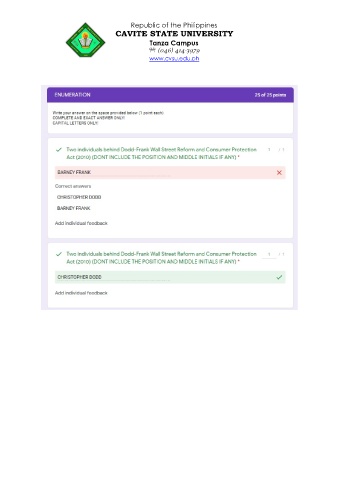 Republic of the Philippines
CAVITE STATE UNIVERSITY
Tanza Campus
☏ (046) 414-3979
www.cvsu.edu.ph
ENUMERATION 25 of 25 points
Write your answer on the space provided below. (1 point each).
COMPLETE AND EXACT ANSWER ONLY!
CAPITAL LETTERS ONLY!
Two individuals behind Dodd-Frank Wall Street Reform and Consumer Protection 1 / 1
Act (2010) (DONT INCLUDE THE POSITION AND MIDDLE INITIALS IF ANY) *
BARNEY FRANK
Correct answers
CHRISTOPHER DODD
BARNEY FRANK
Add individual feedback
Two individuals behind Dodd-Frank Wall Street Reform and Consumer Protection 1 / 1
Act (2010) (DONT INCLUDE THE POSITION AND MIDDLE INITIALS IF ANY) *
CHRISTOPHER DODD
Add individual feedback